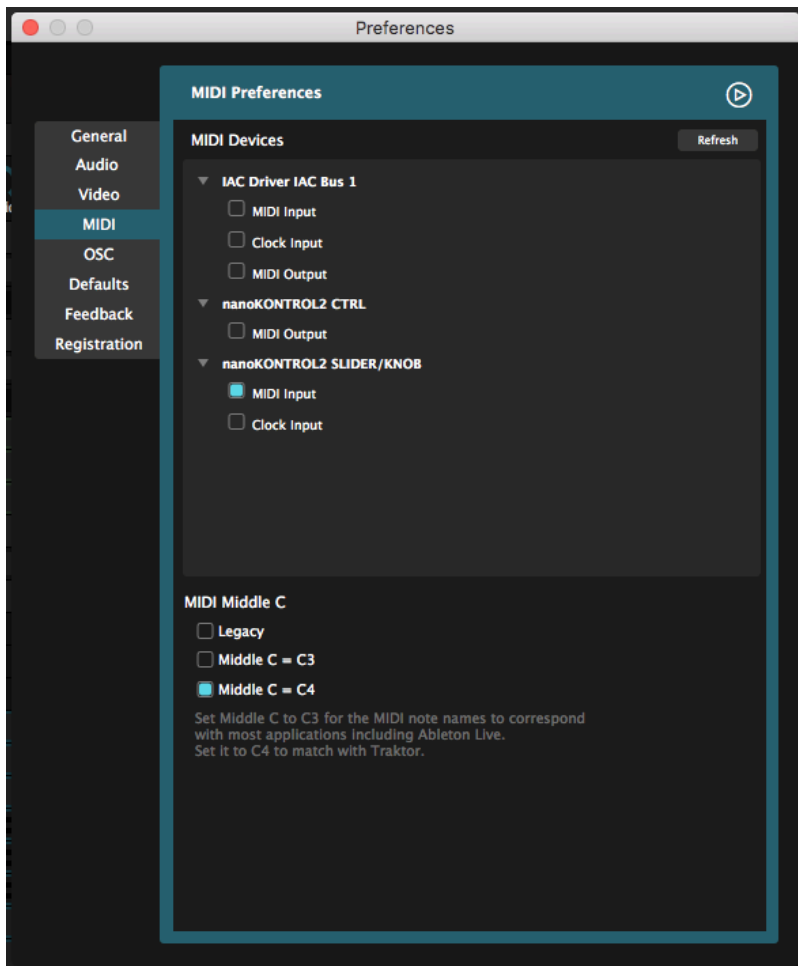 Preferences
MIDI Preferences
General
Audio
Video
MIDI
OSC
Defaults
Feedback
Registration
MIDI Devices
Refresh
IAC Driver IAC Bus 1
MIDI Input
Clock Input
MIDI Output
nanoKONTROL2 CTRL
MIDI Output
nanoKONTROL2 SLIDER/KNOB
MIDI Input
Clock Input
MIDI Middle C
Legacy
Middle C = C3
Middle C = C4
Set Middle C to C3 for the MIDI note names to correspond
with most applications including Ableton Live.
Set it to C4 to match with Traktor.